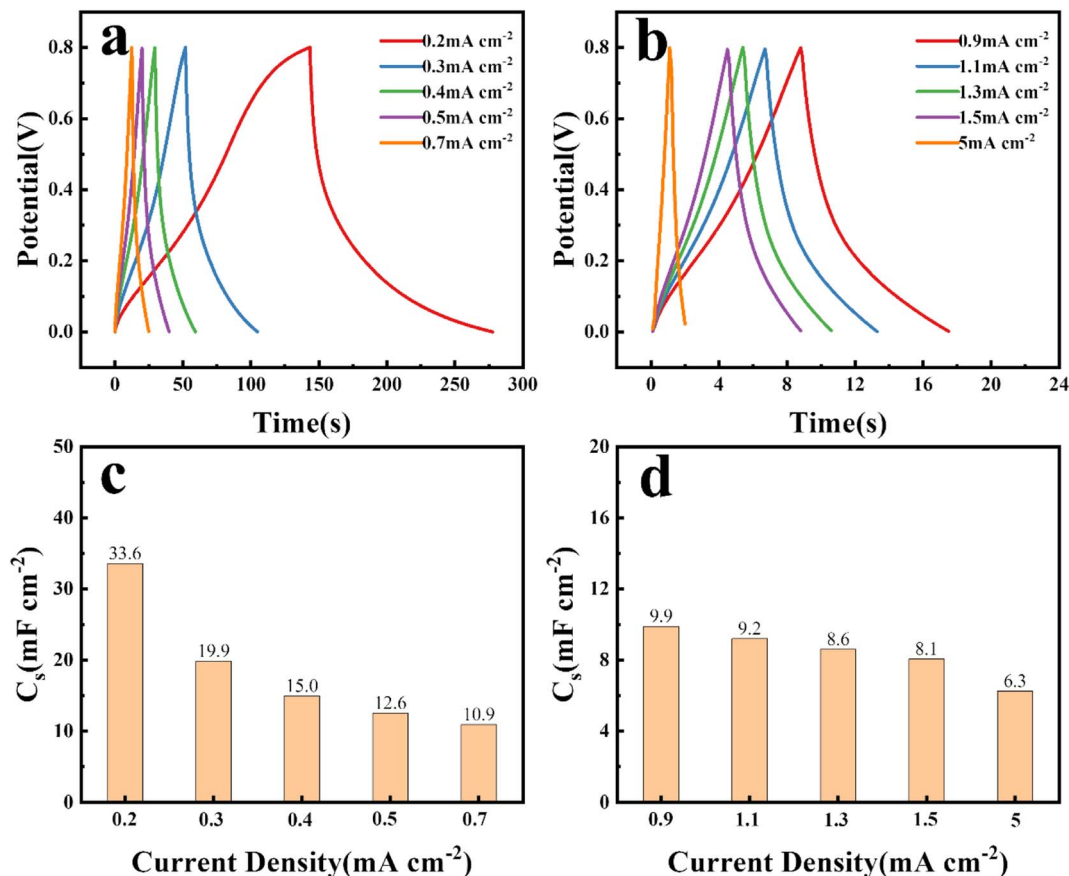 a
0.2mA cm⁻²
0.3mA cm⁻²
0.4mA cm⁻²
0.5mA cm⁻²
0.7mA cm⁻²
Potential(V)
0.8
0.6
0.4
0.2
0.0
0 50 100 150 200 250 300
Time(s)
b
0.9mA cm⁻²
1.1mA cm⁻²
1.3mA cm⁻²
1.5mA cm⁻²
5mA cm⁻²
Potential(V)
0.8
0.6
0.4
0.2
0.0
0 4 8 12 16 20 24
Time(s)
c
Cₛ(mF cm⁻²)
50
40
30
20
10
0
33.6
19.9
15.0
12.6
10.9
0.2 0.3 0.4 0.5 0.7
Current Density(mA cm⁻²)
d
Cₛ(mF cm⁻²)
20
16
12
8
4
0
9.9
9.2
8.6
8.1
6.3
0.9 1.1 1.3 1.5 5
Current Density(mA cm⁻²)